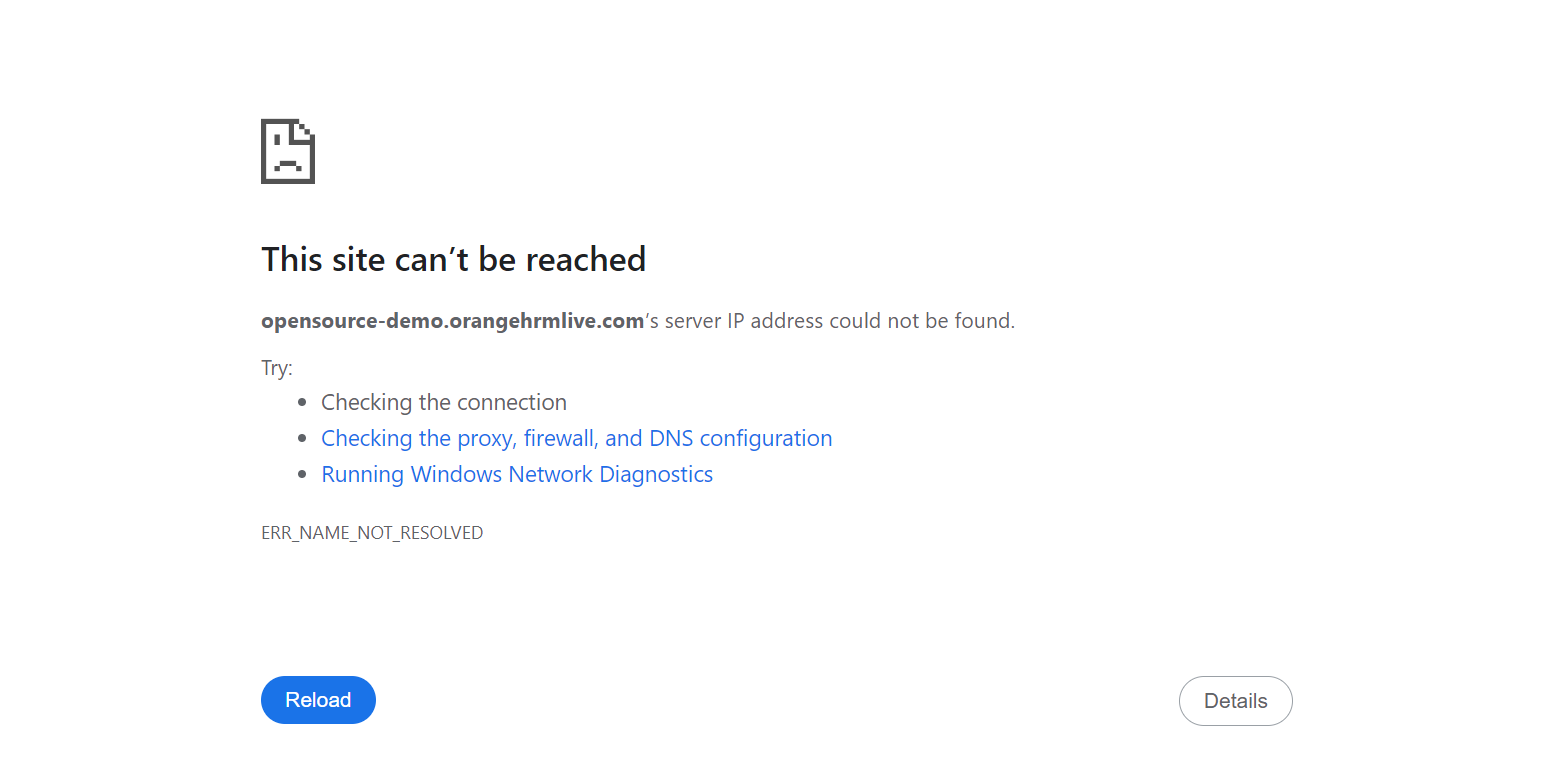 This site can’t be reached
opensource-demo.orangehrmlive.com’s server IP address could not be found.
Try:
Checking the connection
Checking the proxy, firewall, and DNS configuration
Running Windows Network Diagnostics
ERR_NAME_NOT_RESOLVED
Reload
Details